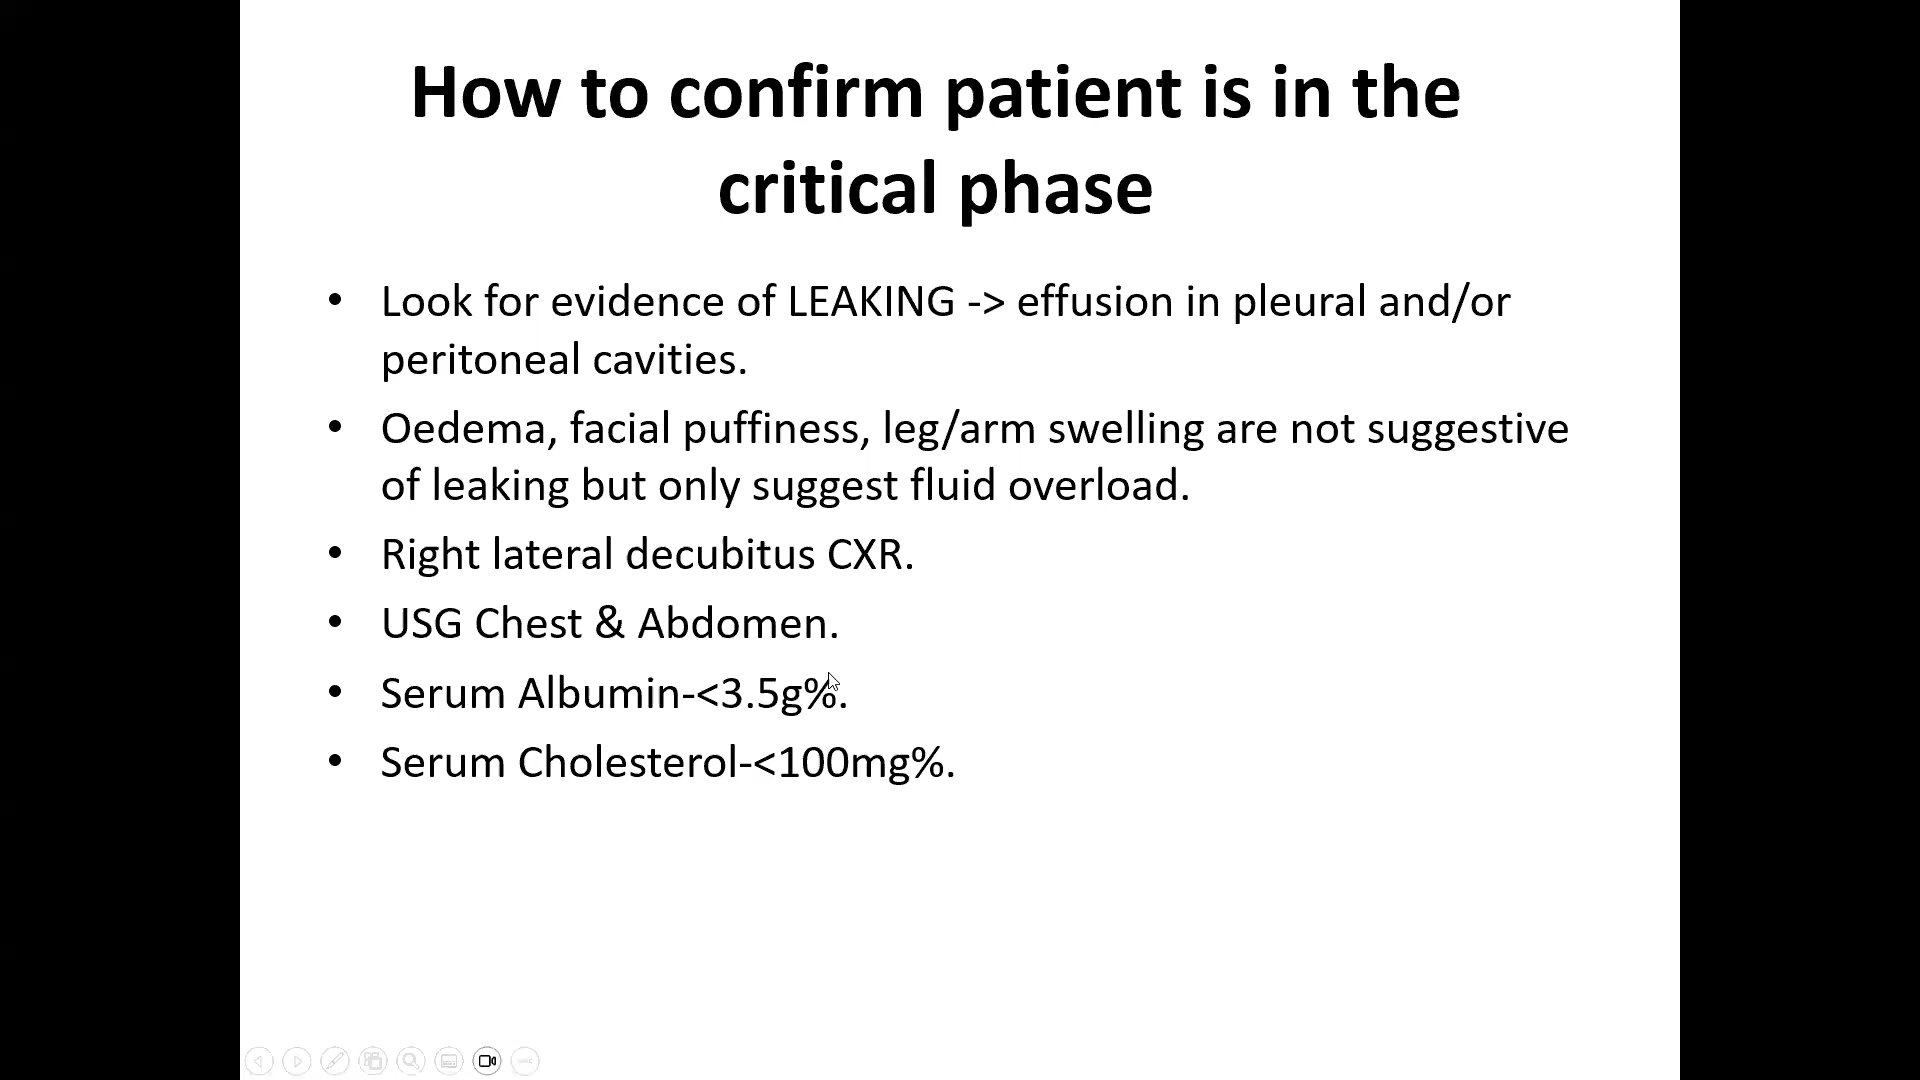 How to confirm patient is in the
critical phase
• Look for evidence of LEAKING -> effusion in pleural and/or
peritoneal cavities.
• Oedema, facial puffiness, leg/arm swelling are not suggestive
of leaking but only suggest fluid overload.
• Right lateral decubitus CXR.
• USG Chest & Abdomen.
• Serum Albumin-<3.5g%.
• Serum Cholesterol-<100mg%.